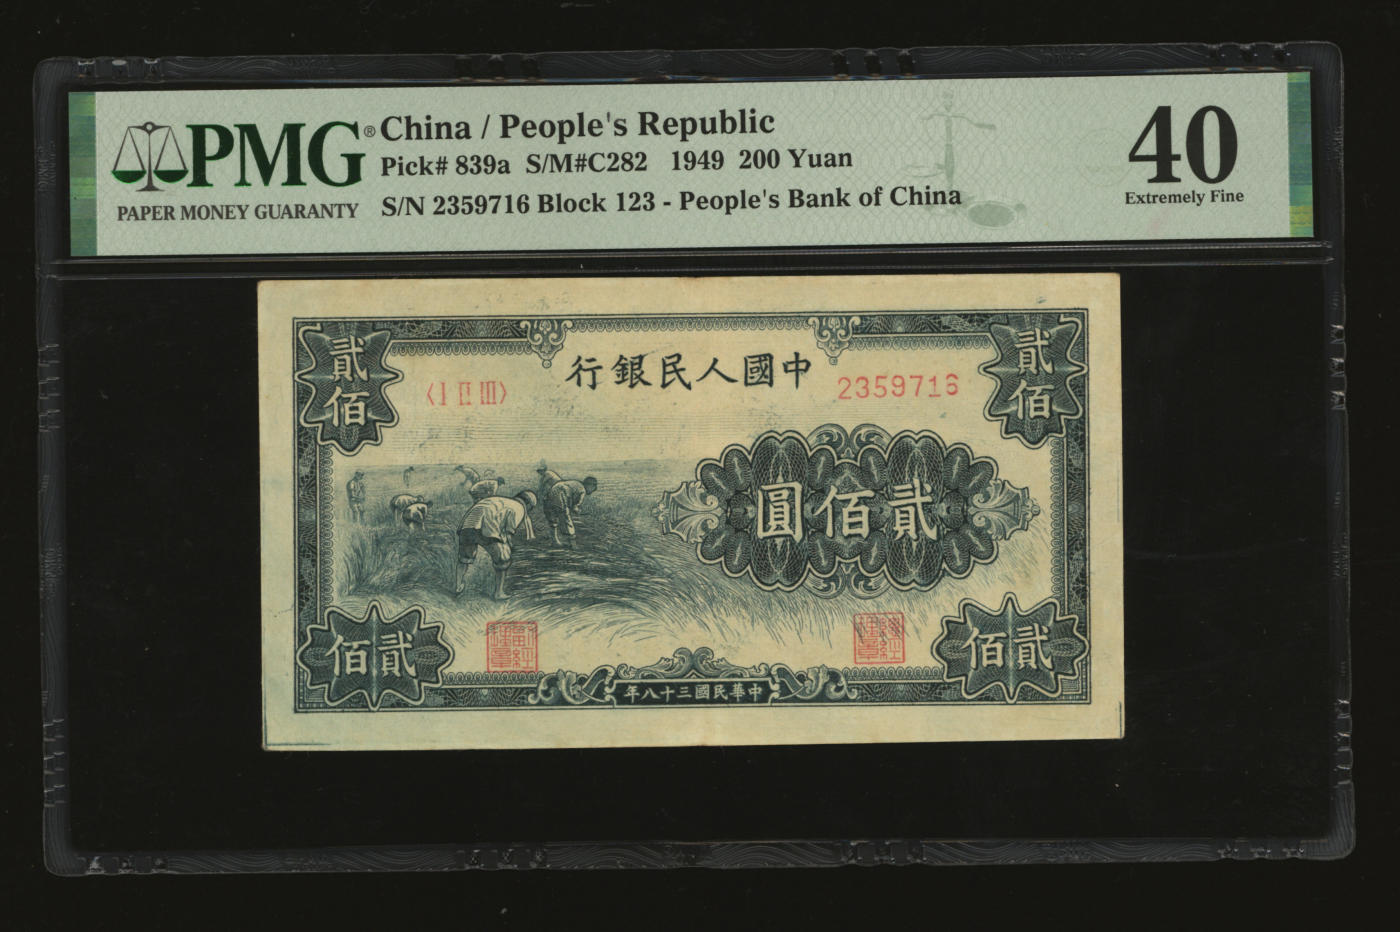 PMG®
PAPER MONEY GUARANTY
China / People's Republic
Pick# 839a S/M#C282 1949 200 Yuan
S/N 2359716 Block 123 - People's Bank of China
40
Extremely Fine
貳佰
行銀民人國中
貳佰
〈I II III〉
2359716
圓佰貳
佰貳
佰貳
年八十三國民華中